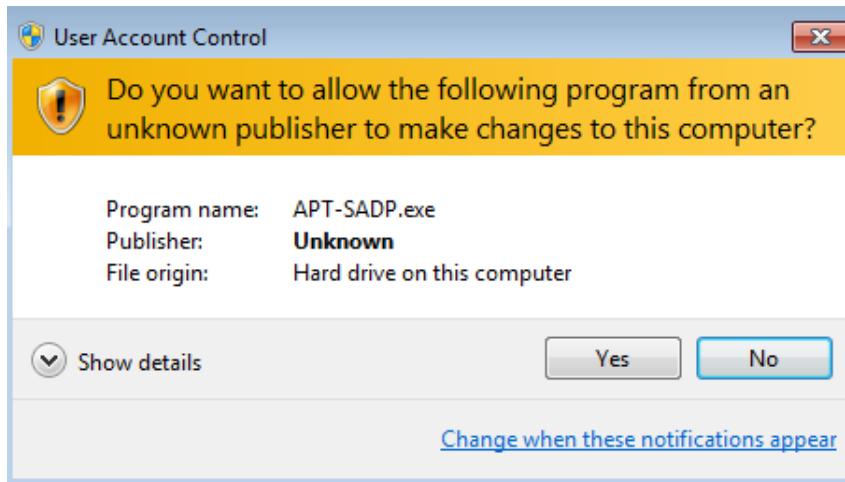 User Account Control
Do you want to allow the following program from an
unknown publisher to make changes to this computer?
Program name: APT-SADP.exe
Publisher: Unknown
File origin: Hard drive on this computer
Show details Yes No
Change when these notifications appear